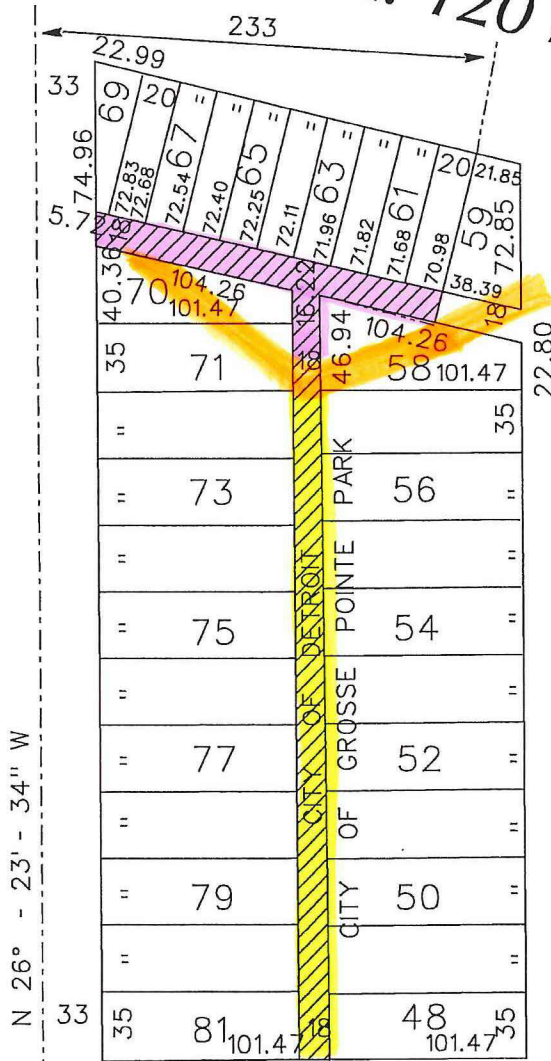 120
233
22.99
33 69 20 " 67 " 65 " 63 " 61 " 20 21.85
74.96 72.83 72.68 72.54 72.40 72.25 72.11 71.96 71.82 71.68 70.98 59 72.85
5.72 18 38.39 18
40.36 70 104.26 16.22 104.26
101.47 46.94 22.80
35 71 18 58 101.47
" 35
" 73 56 "
" "
" 75 54 "
" "
" 77 52 "
" "
" 79 50 "
" "
33 35 81 101.47 18 48 101.47 35
CITY OF DETROIT
CITY OF GROSSE POINTE PARK
N 26° - 23' - 34" W